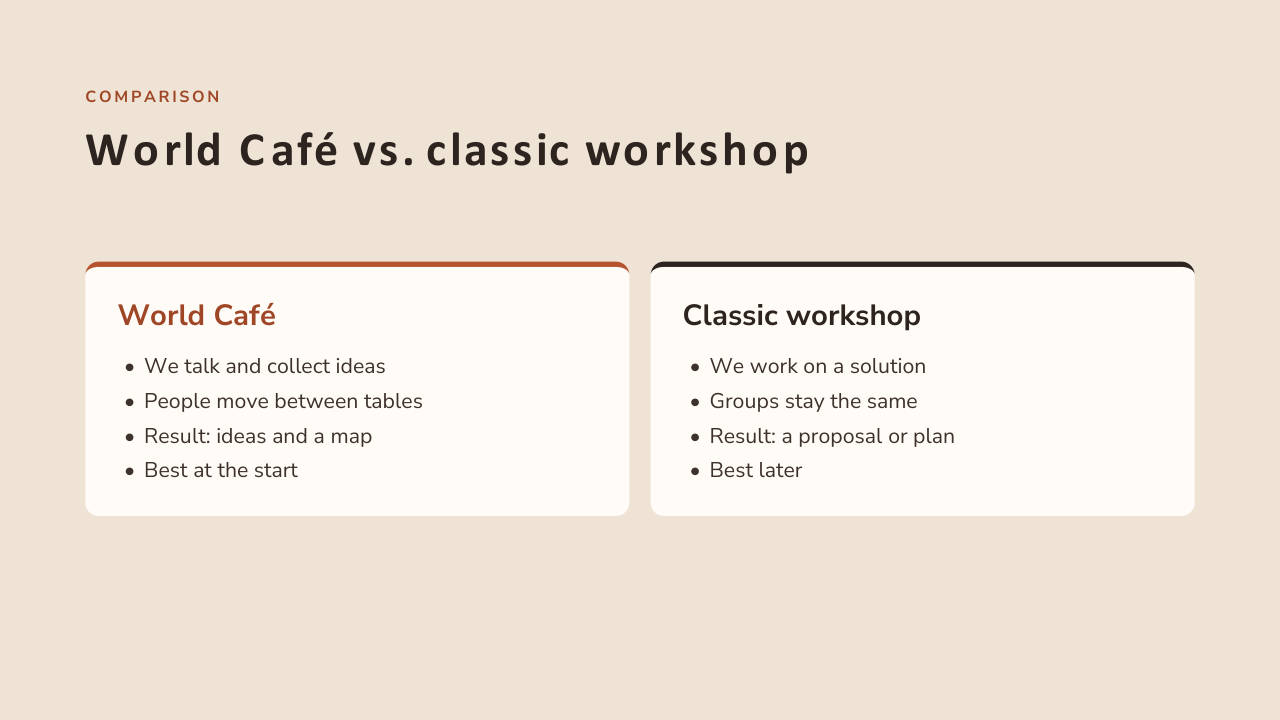 COMPARISON
World Café vs. classic workshop
World Café
• We talk and collect ideas
• People move between tables
• Result: ideas and a map
• Best at the start
Classic workshop
• We work on a solution
• Groups stay the same
• Result: a proposal or plan
• Best later